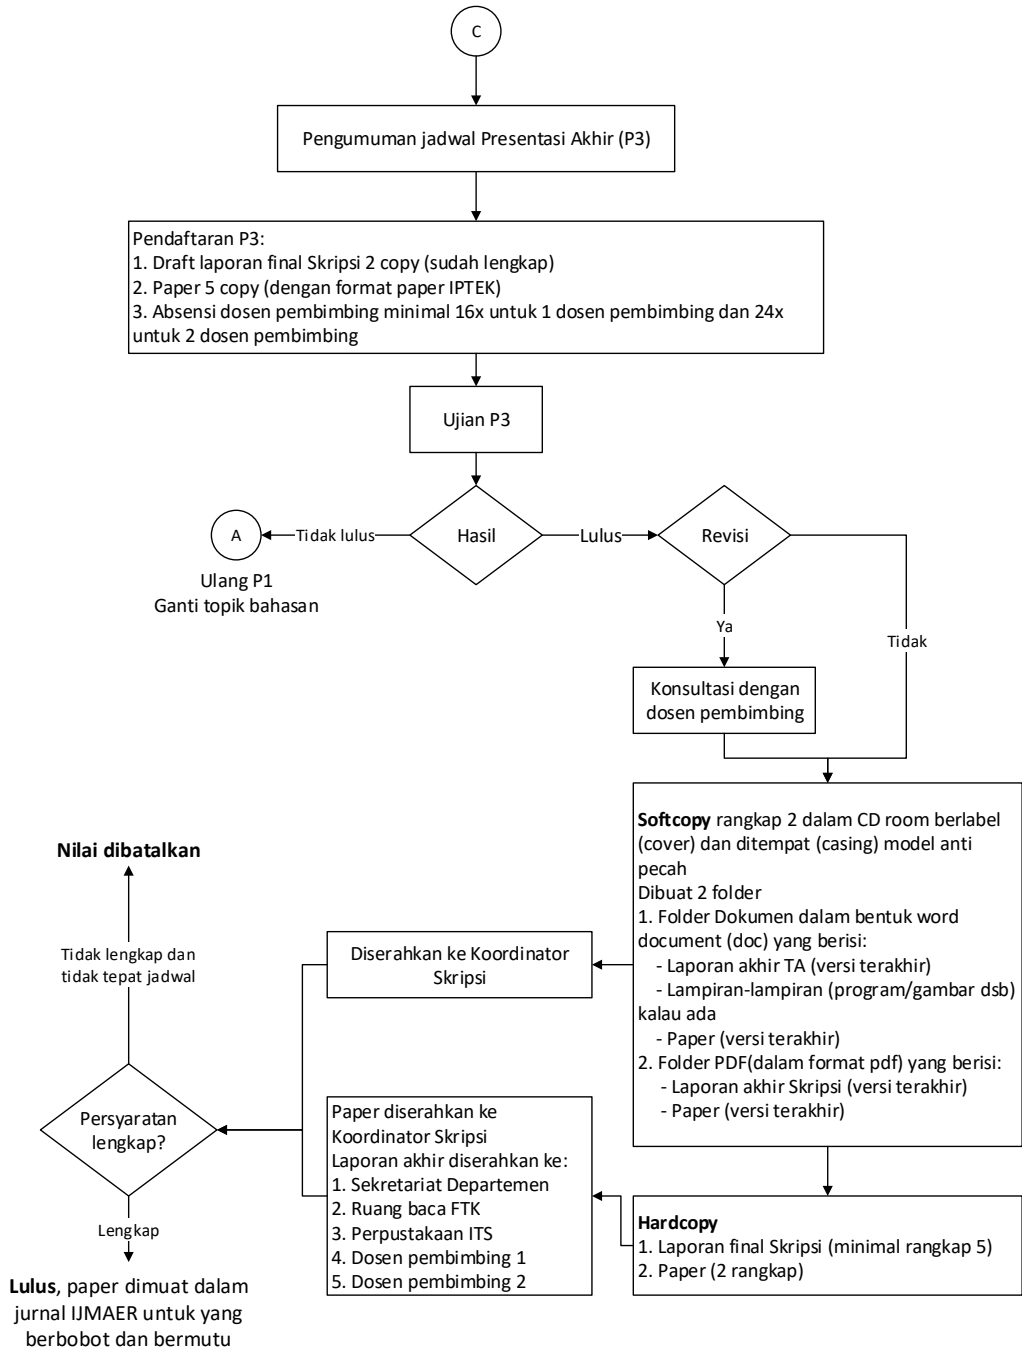 C
Pengumuman jadwal Presentasi Akhir (P3)
Pendaftaran P3:
1. Draft laporan final Skripsi 2 copy (sudah lengkap)
2. Paper 5 copy (dengan format paper IPTEK)
3. Absensi dosen pembimbing minimal 16x untuk 1 dosen pembimbing dan 24x
untuk 2 dosen pembimbing
Ujian P3
Hasil
Tidak lulus
A
Ulang P1
Ganti topik bahasan
Lulus
Revisi
Ya
Tidak
Konsultasi dengan
dosen pembimbing
Softcopy rangkap 2 dalam CD room berlabel
(cover) dan ditempat (casing) model anti
pecah
Dibuat 2 folder
1. Folder Dokumen dalam bentuk word
document (doc) yang berisi:
- Laporan akhir TA (versi terakhir)
- Lampiran-lampiran (program/gambar dsb)
kalau ada
- Paper (versi terakhir)
2. Folder PDF(dalam format pdf) yang berisi:
- Laporan akhir Skripsi (versi terakhir)
- Paper (versi terakhir)
Diserahkan ke Koordinator
Skripsi
Hardcopy
1. Laporan final Skripsi (minimal rangkap 5)
2. Paper (2 rangkap)
Paper diserahkan ke
Koordinator Skripsi
Laporan akhir diserahkan ke:
1. Sekretariat Departemen
2. Ruang baca FTK
3. Perpustakaan ITS
4. Dosen pembimbing 1
5. Dosen pembimbing 2
Persyaratan
lengkap?
Tidak lengkap dan
tidak tepat jadwal
Nilai dibatalkan
Lengkap
Lulus, paper dimuat dalam
jurnal IJMAER untuk yang
berbobot dan bermutu